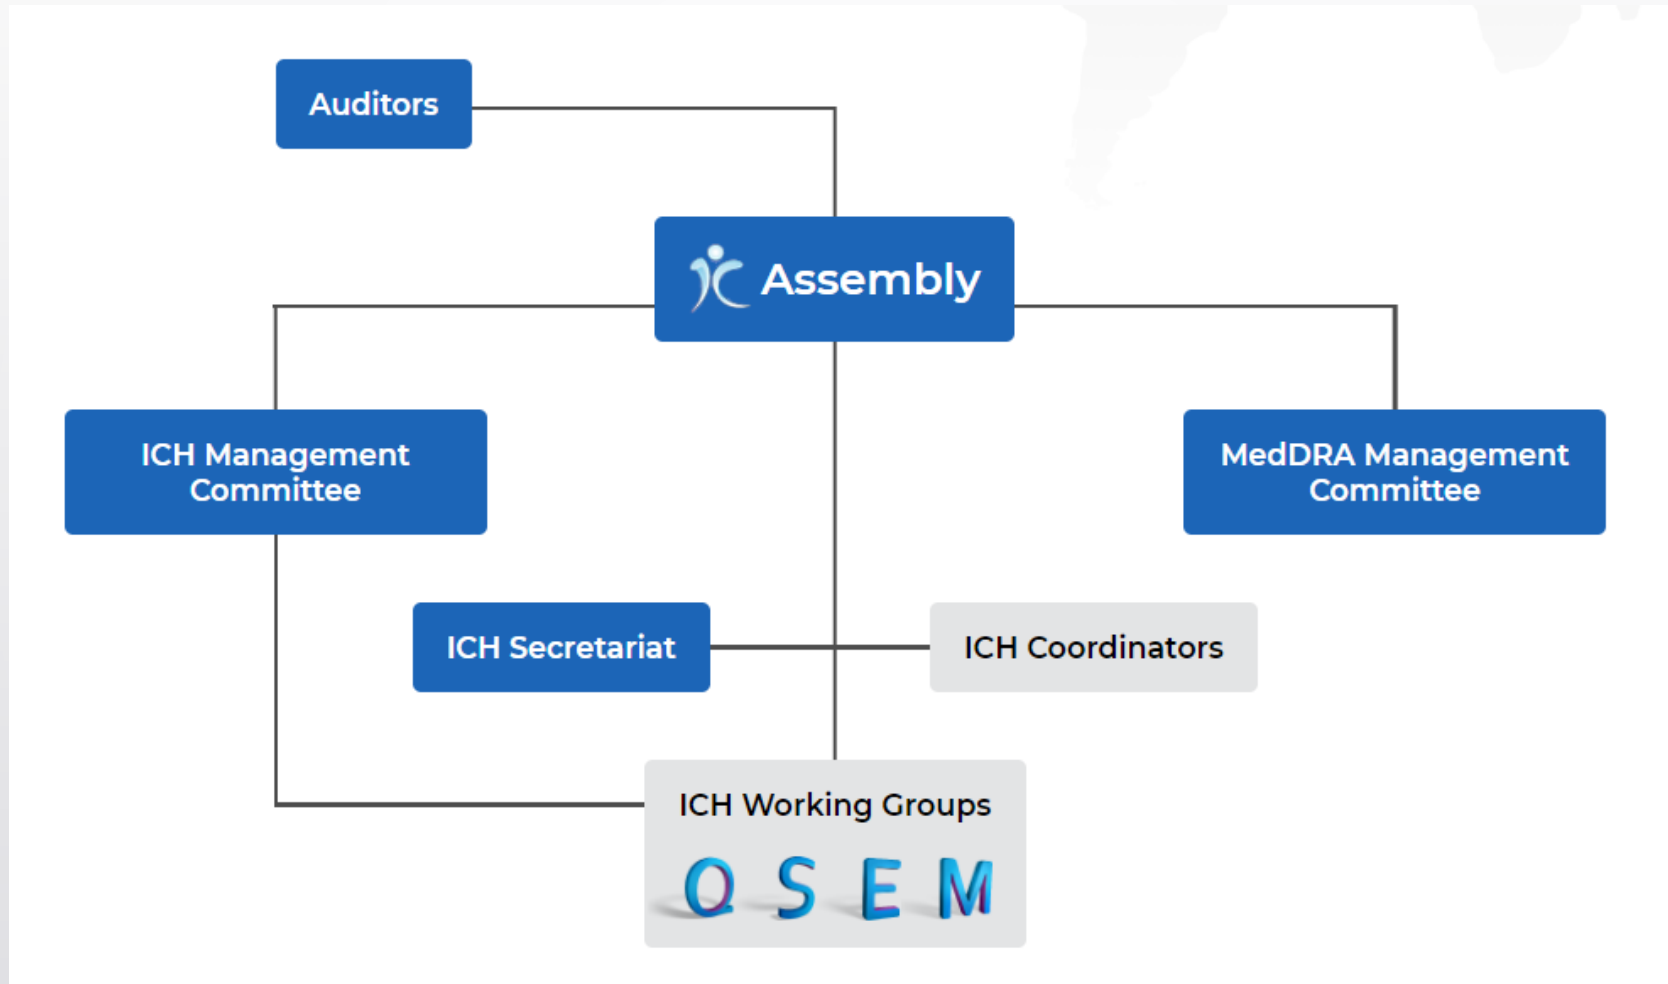 Auditors
Assembly
ICH Management
Committee
MedDRA Management
Committee
ICH Secretariat
ICH Coordinators
ICH Working Groups
Q S E M